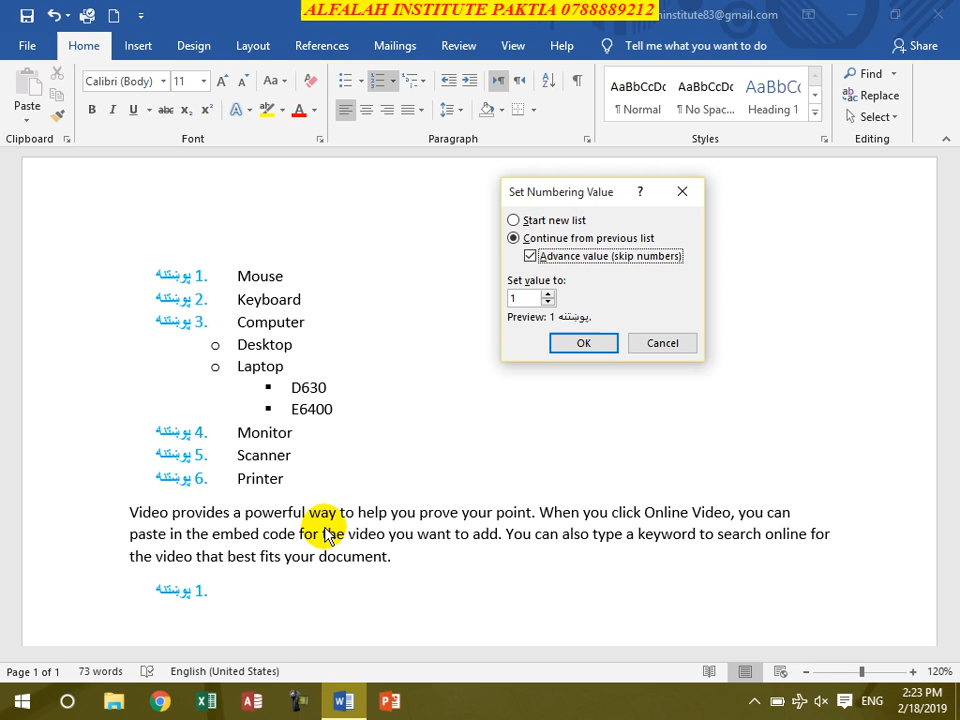 ALFALAH INSTITUTE PAKTIA 0788889212
ninstitute83@gmail.com
File Home Insert Design Layout References Mailings Review View Help Tell me what you want to do Share
Paste
Calibri (Body) 11
Aa
B I U abc x₂ x² A A
AaBbCcDc AaBbCcDc AaBbCc
¶ Normal ¶ No Spac... Heading 1
Find
Replace
Select
Clipboard Font Paragraph Styles Editing
Set Numbering Value ?
Start new list
Continue from previous list
Advance value (skip numbers)
Set value to:
1
Preview: پوښتنه 1.
OK Cancel
پوښتنه 1. Mouse
پوښتنه 2. Keyboard
پوښتنه 3. Computer
o Desktop
o Laptop
▪ D630
▪ E6400
پوښتنه 4. Monitor
پوښتنه 5. Scanner
پوښتنه 6. Printer
Video provides a powerful way to help you prove your point. When you click Online Video, you can
paste in the embed code for the video you want to add. You can also type a keyword to search online for
the video that best fits your document.
پوښتنه 1.
Page 1 of 1 73 words English (United States) 120%
ENG
2:23 PM
2/18/2019